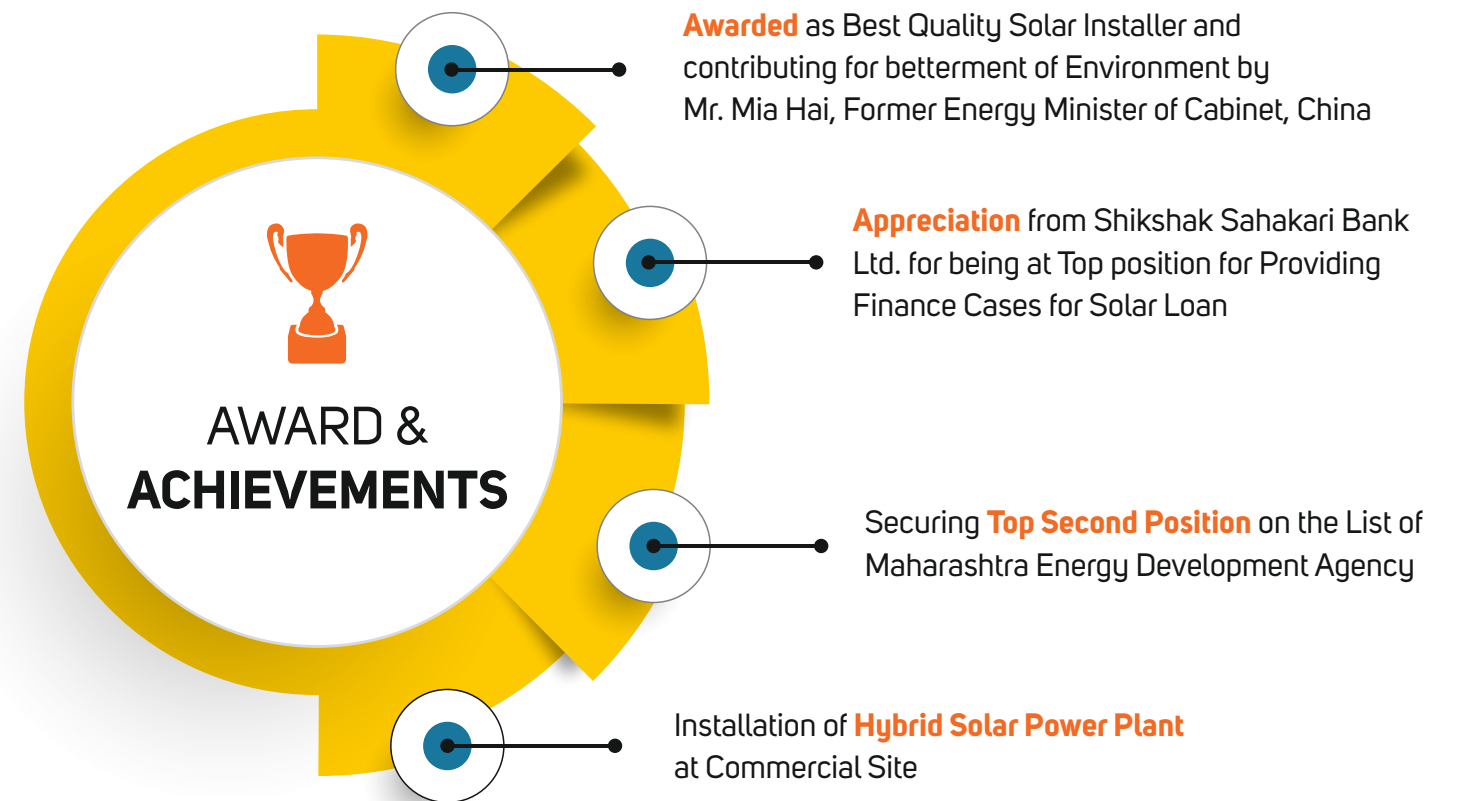 AWARD &
ACHIEVEMENTS
Awarded as Best Quality Solar Installer and
contributing for betterment of Environment by
Mr. Mia Hai, Former Energy Minister of Cabinet, China
Appreciation from Shikshak Sahakari Bank
Ltd. for being at Top position for Providing
Finance Cases for Solar Loan
Securing Top Second Position on the List of
Maharashtra Energy Development Agency
Installation of Hybrid Solar Power Plant
at Commercial Site